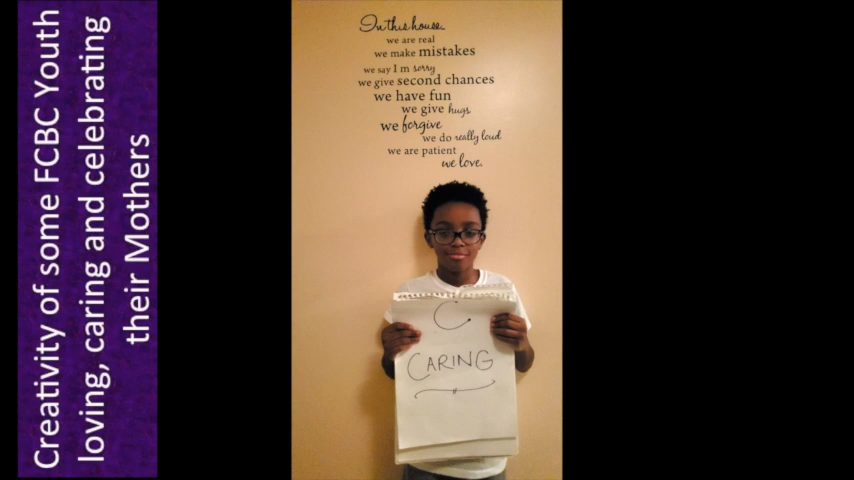 Creativity of some FCBC Youth
loving, caring and celebrating
their Mothers
In this house
we are real
we make mistakes
we say I'm sorry
we give second chances
we have fun
we give hugs
we forgive
we do really loud
we are patient
we love.
C
CARING